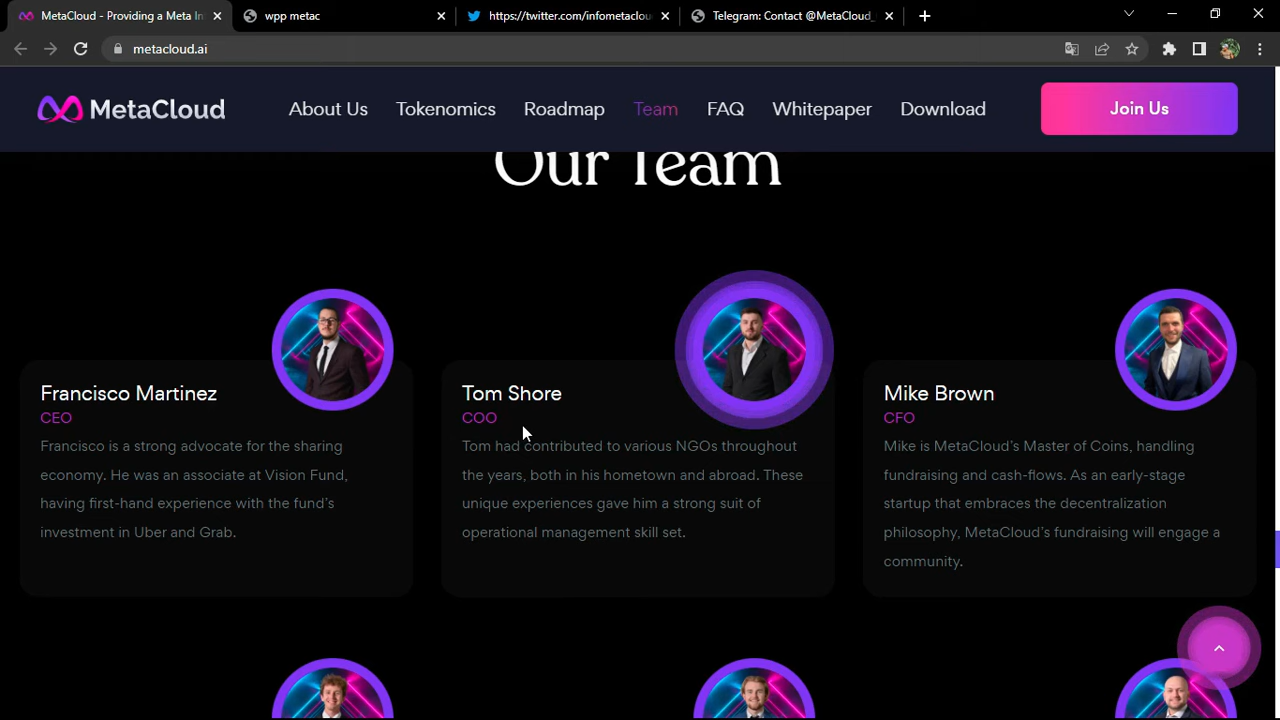 MetaCloud - Providing a Meta In
wpp metac
https://twitter.com/infometaclou
Telegram: Contact @MetaCloud_
metacloud.ai
MetaCloud
About Us
Tokenomics
Roadmap
Team
FAQ
Whitepaper
Download
Join Us
Our Team
Francisco Martinez
CEO
Francisco is a strong advocate for the sharing
economy. He was an associate at Vision Fund,
having first-hand experience with the fund's
investment in Uber and Grab.
Tom Shore
COO
Tom had contributed to various NGOs throughout
the years, both in his hometown and abroad. These
unique experiences gave him a strong suit of
operational management skill set.
Mike Brown
CFO
Mike is MetaCloud's Master of Coins, handling
fundraising and cash-flows. As an early-stage
startup that embraces the decentralization
philosophy, MetaCloud's fundraising will engage a
community.